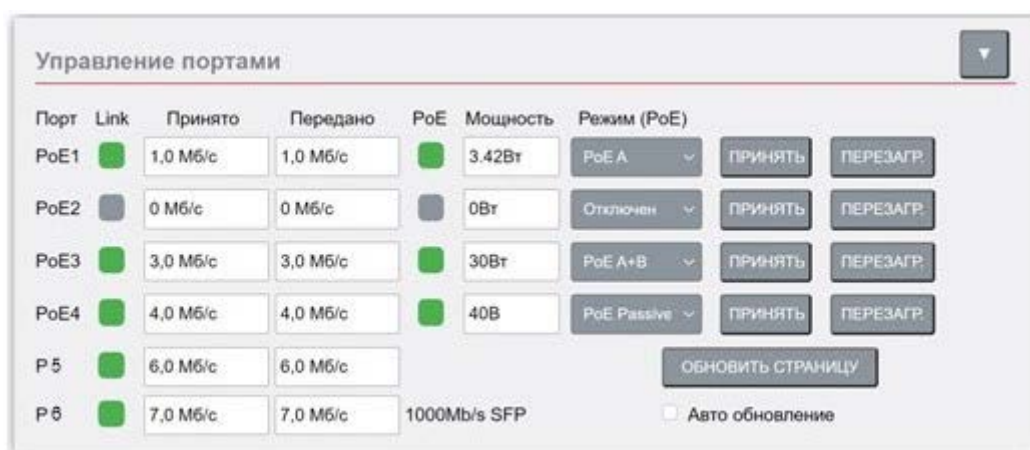 Управление портами
Порт Link Принято Передано PoE Мощность Режим (PoE)
PoE1 1,0 Мб/с 1,0 Мб/с 3.42Вт PoE A ПРИНЯТЬ ПЕРЕЗАГР.
PoE2 0 Мб/с 0 Мб/с 0Вт Отключен ПРИНЯТЬ ПЕРЕЗАГР.
PoE3 3,0 Мб/с 3,0 Мб/с 30Вт PoE A+B ПРИНЯТЬ ПЕРЕЗАГР.
PoE4 4,0 Мб/с 4,0 Мб/с 40В PoE Passive ПРИНЯТЬ ПЕРЕЗАГР.
P 5 6,0 Мб/с 6,0 Мб/с ОБНОВИТЬ СТРАНИЦУ
P 6 7,0 Мб/с 7,0 Мб/с 1000Mb/s SFP Авто обновление